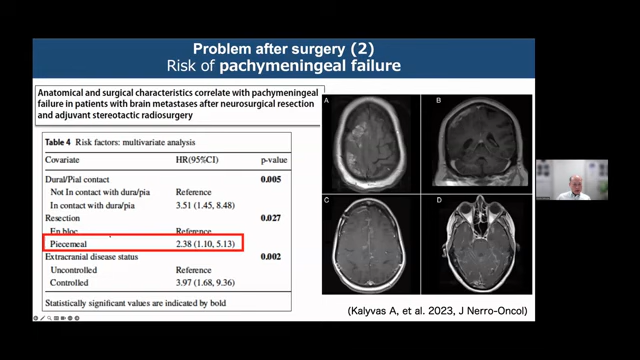 Problem after surgery (2)
Risk of pachymeningeal failure
Anatomical and surgical characteristics correlate with pachymeningeal
failure in patients with brain metastases after neurosurgical resection
and adjuvant stereotactic radiosurgery
Table 4 Risk factors: multivariate analysis
Covariate HR(95%CI) p-value
Dural/Pial contact 0.005
Not In contact with dura/pia Reference
In contact with dura/pia 3.51 (1.45, 8.48)
Resection 0.027
En bloc Reference
Piecemeal 2.38 (1.10, 5.13)
Extracranial disease status 0.002
Uncontrolled Reference
Controlled 3.97 (1.68, 9.36)
Statistically significant values are indicated by bold
A B
C D
(Kalyvas A, et al. 2023, J Nerro-Oncol)